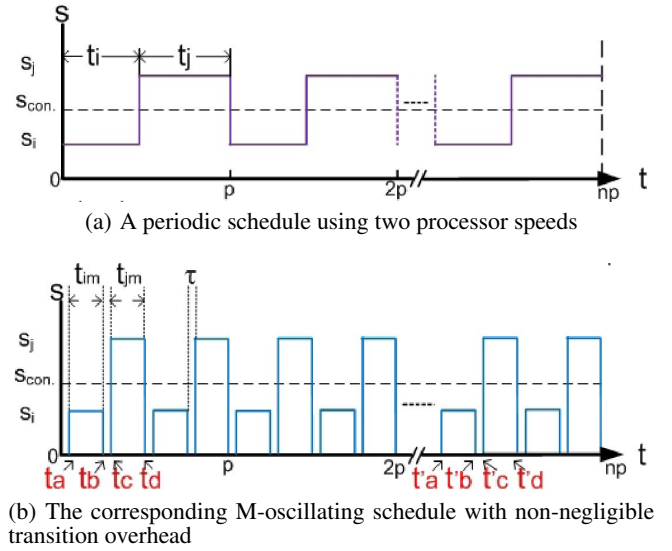 S
ti
tj
sj
scon.
si
0
p
2p
np
t
(a) A periodic schedule using two processor speeds
S
tim
tjm
τ
sj
scon.
si
0
p
2p
np
t
ta
tb
tc
td
t'a
t'b
t'c
t'd
(b) The corresponding M-oscillating schedule with non-negligible
transition overhead